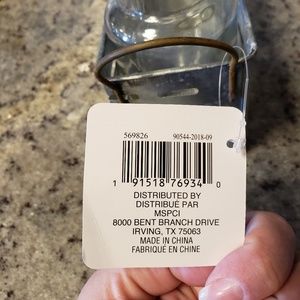 569826 90544-2018-09
1 91518 76934 0
DISTRIBUTED BY
DISTRIBUÉ PAR
MSPCI
8000 BENT BRANCH DRIVE
IRVING, TX 75063
MADE IN CHINA
FABRIQUÉ EN CHINE